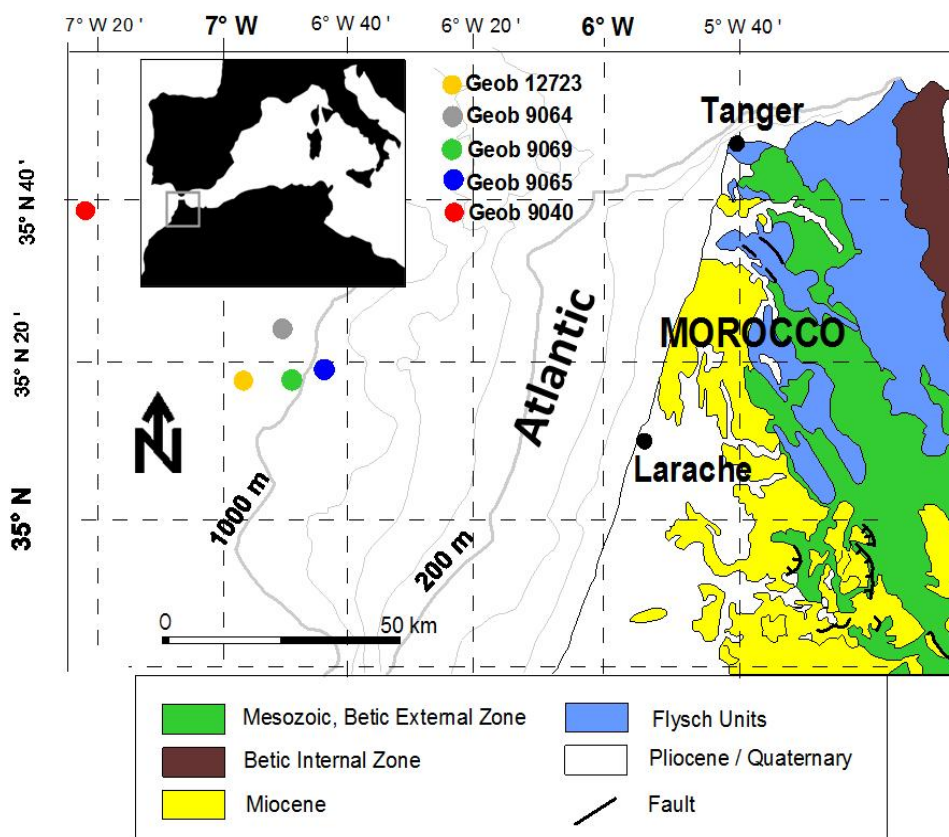 7° W 20 '
7° W
6° W 40 '
6° W 20 '
6° W
5° W 40 '
Geob 12723
Geob 9064
Geob 9069
Geob 9065
Geob 9040
Tanger
35° N 40 '
35° N 20 '
35° N
MOROCCO
Atlantic
Larache
N
1000 m
200 m
0
50 km
Mesozoic, Betic External Zone
Flysch Units
Betic Internal Zone
Pliocene / Quaternary
Miocene
Fault